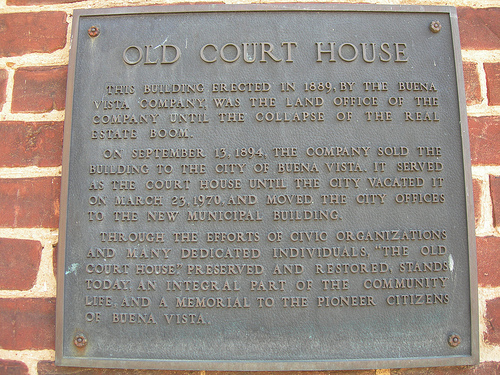 OLD COURT HOUSE
THIS BUILDING ERECTED IN 1889, BY THE BUENA
VISTA COMPANY, WAS THE LAND OFFICE OF THE
COMPANY UNTIL THE COLLAPSE OF THE REAL
ESTATE BOOM.
ON SEPTEMBER 13, 1894, THE COMPANY SOLD THE
BUILDING TO THE CITY OF BUENA VISTA. IT SERVED
AS THE COURT HOUSE UNTIL THE CITY VACATED IT
ON MARCH 23, 1970, AND MOVED THE CITY OFFICES
TO THE NEW MUNICIPAL BUILDING.
THROUGH THE EFFORTS OF CIVIC ORGANIZATIONS
AND MANY DEDICATED INDIVIDUALS, "THE OLD
COURT HOUSE" PRESERVED AND RESTORED, STANDS
TODAY, AN INTEGRAL PART OF THE COMMUNITY
LIFE, AND A MEMORIAL TO THE PIONEER CITIZENS
OF BUENA VISTA.